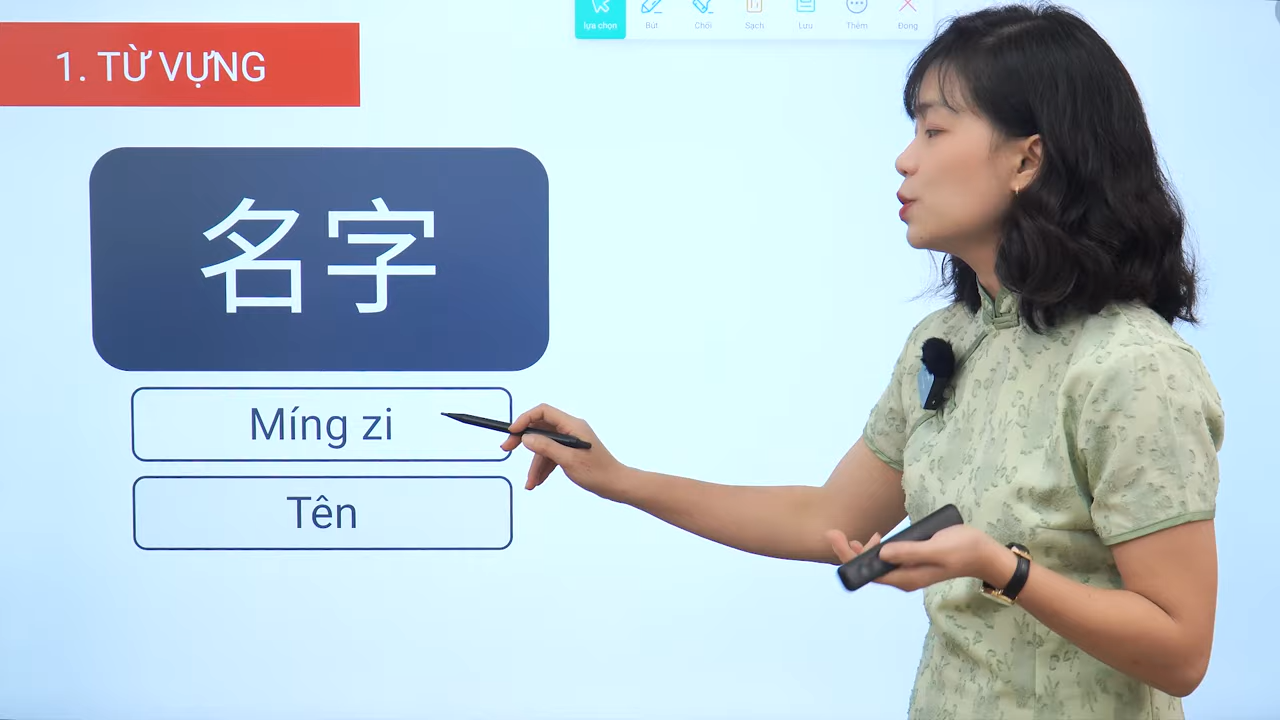 lựa chọn Bút Chổi Sạch Lưu Thêm Đóng
1. TỪ VỰNG
名字
Míng zi
Tên